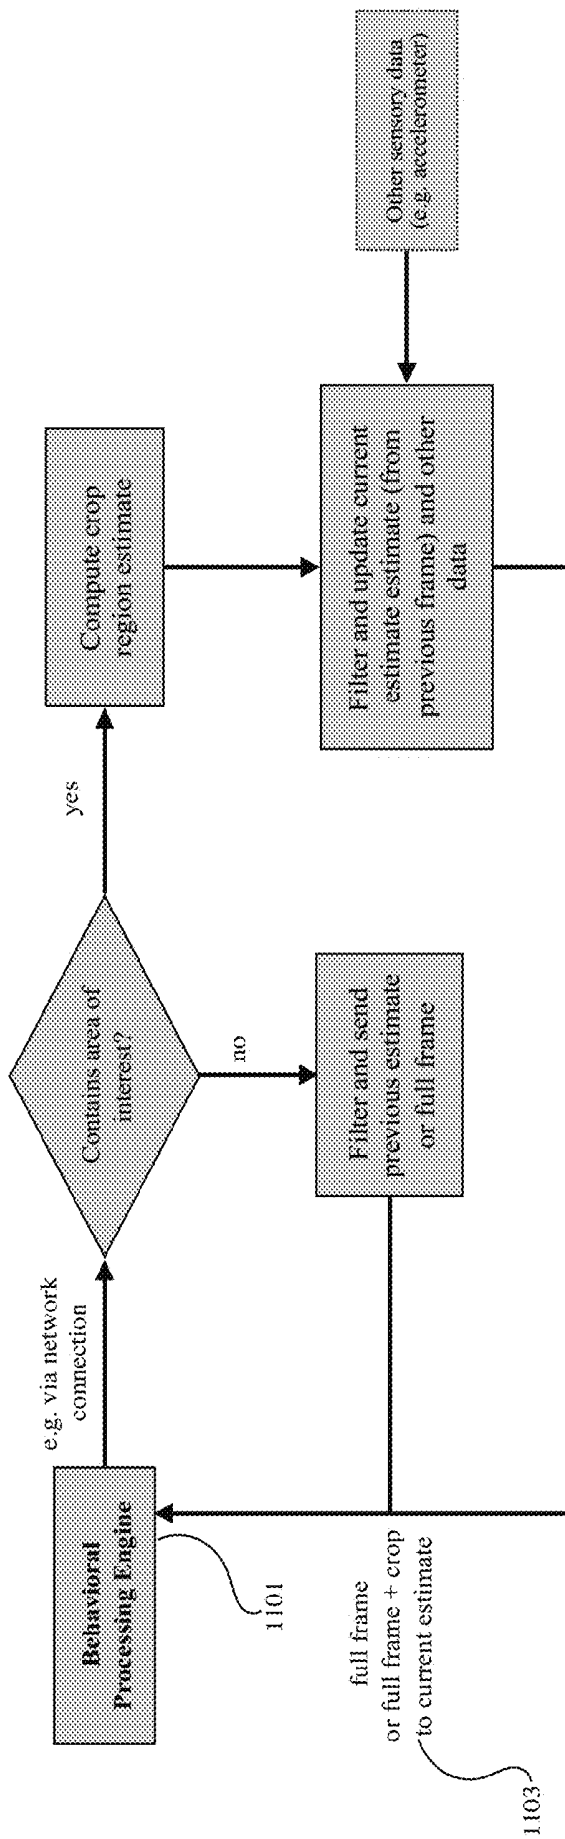 Behavioral
Processing Engine
1101
e.g. via network
connection
Contains area of
interest?
yes
Compute crop
region estimate
no
Filter and send
previous estimate
or full frame
Filter and update current
estimate estimate (from
previous frame) and other
data
Other sensory data
(e.g. accelerometer)
full frame
or full frame + crop
to current estimate
1103